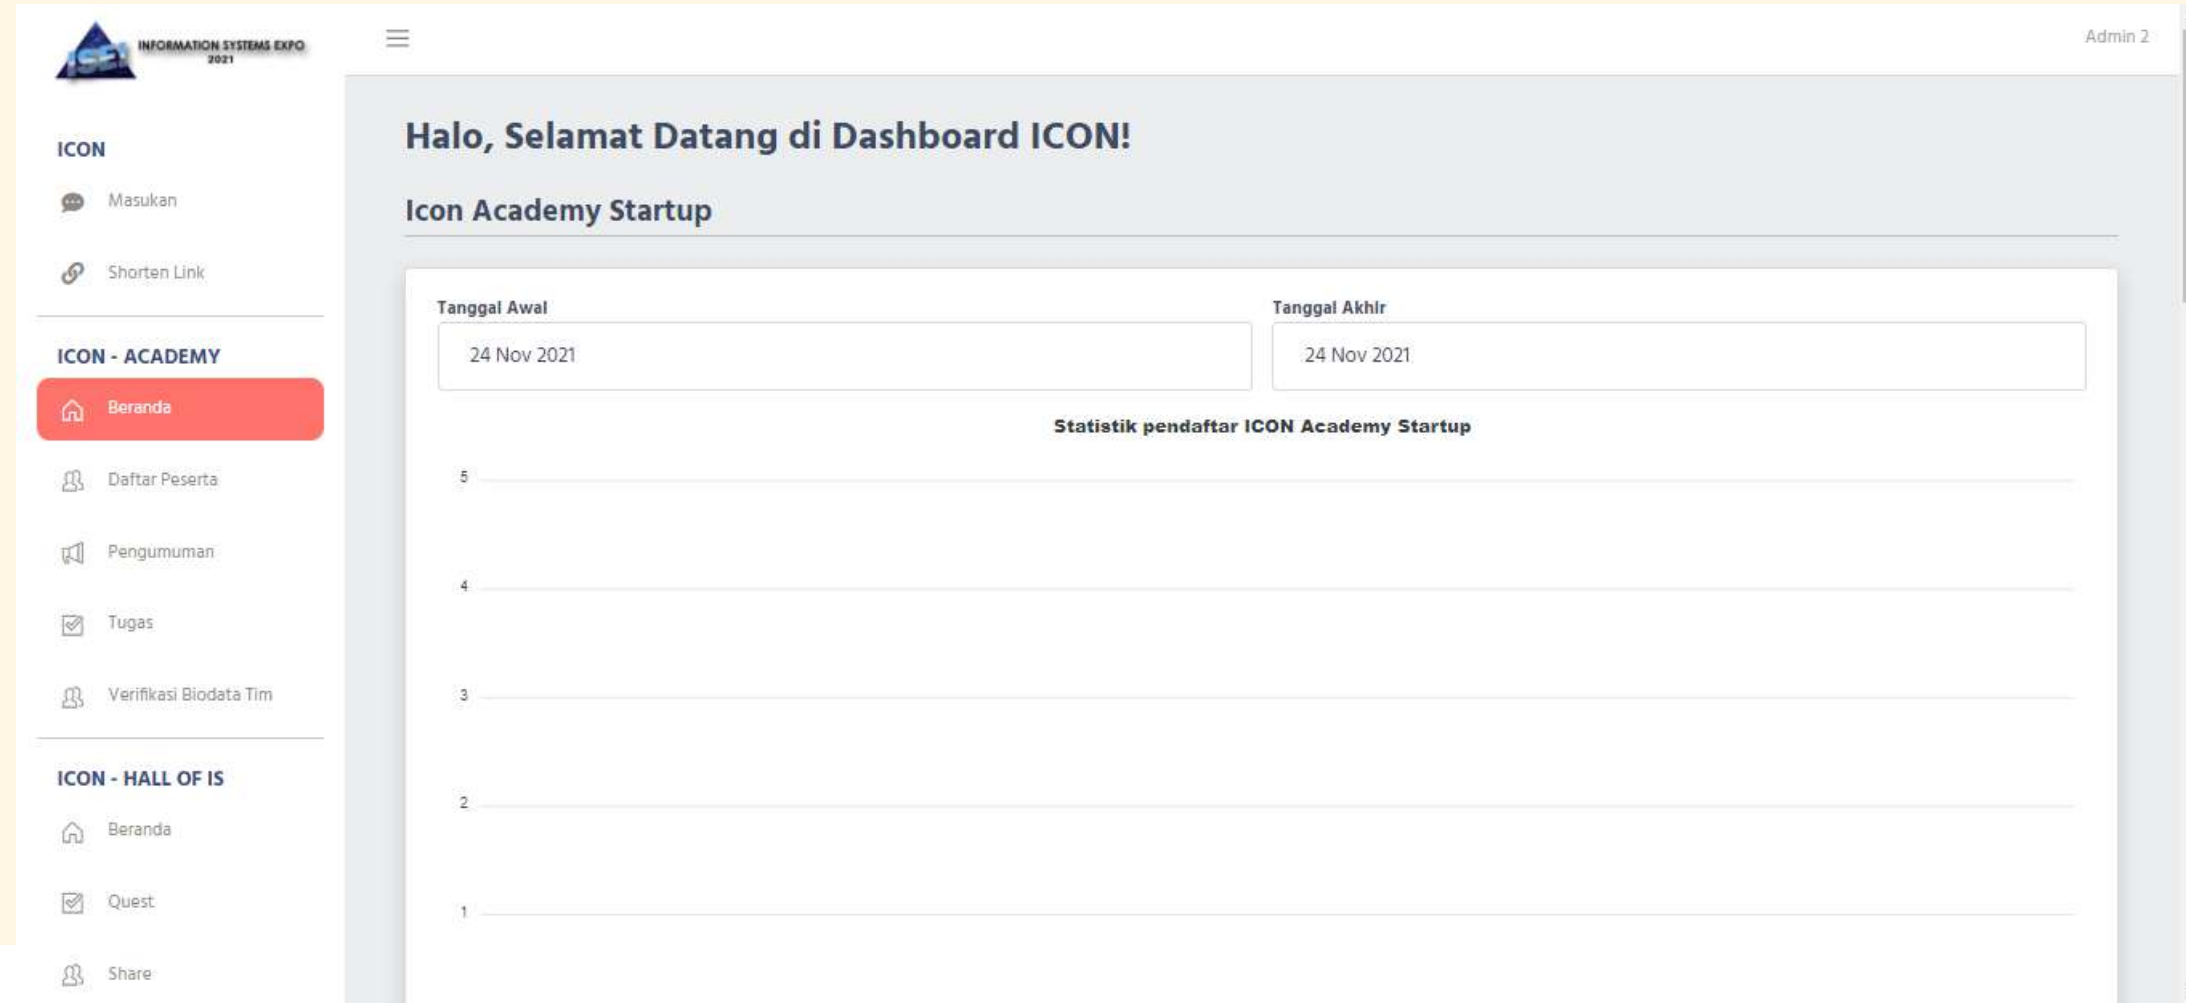 ISE!
INFORMATION SYSTEMS EXPO
2021
Admin 2
ICON
Masukan
Shorten Link
ICON - ACADEMY
Beranda
Daftar Peserta
Pengumuman
Tugas
Verifikasi Biodata Tim
ICON - HALL OF IS
Beranda
Quest
Share
Halo, Selamat Datang di Dashboard ICON!
Icon Academy Startup
Tanggal Awal
24 Nov 2021
Tanggal Akhir
24 Nov 2021
Statistik pendaftar ICON Academy Startup
5
4
3
2
1